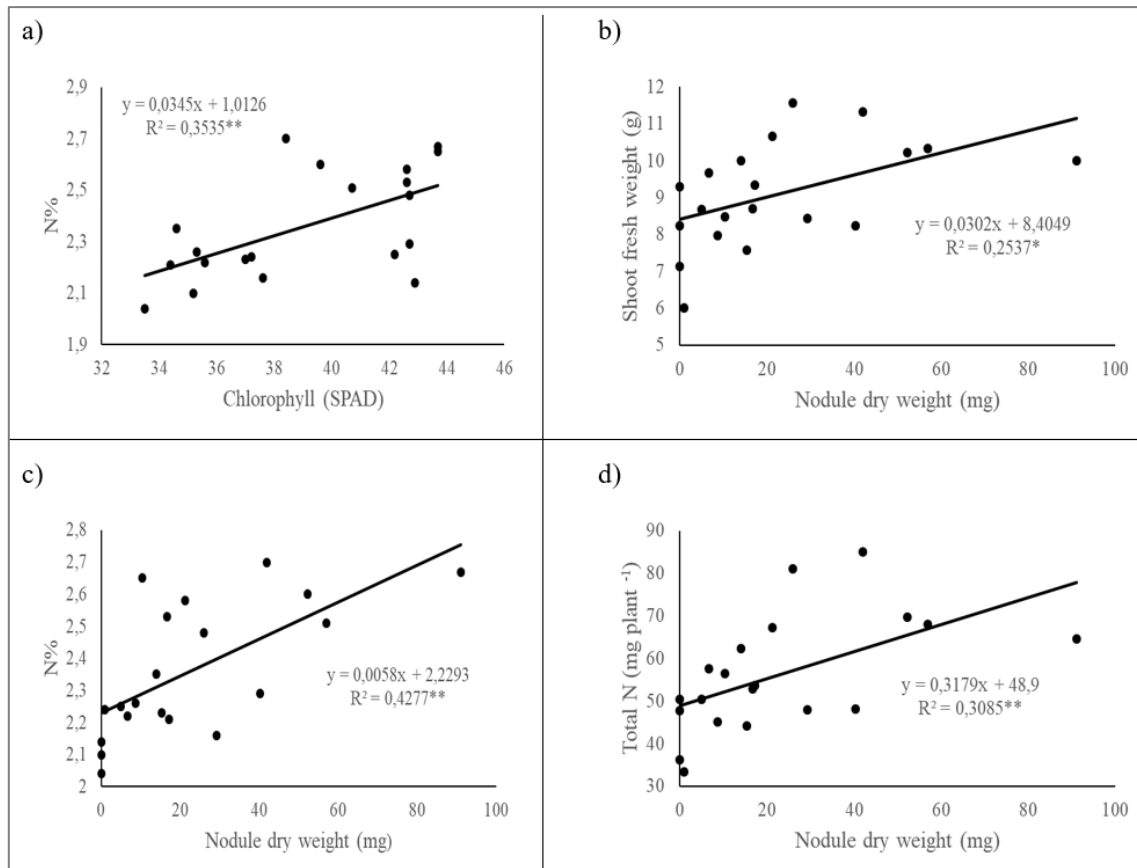 a)
2,9
2,7
2,5
2,3
2,1
1,9
N%
y = 0,0345x + 1,0126
R² = 0,3535**
32 34 36 38 40 42 44 46
Chlorophyll (SPAD)
b)
12
11
10
9
8
7
6
5
Shoot fresh weight (g)
y = 0,0302x + 8,4049
R² = 0,2537*
0 20 40 60 80 100
Nodule dry weight (mg)
c)
2,8
2,7
2,6
2,5
2,4
2,3
2,2
2,1
2
N%
y = 0,0058x + 2,2293
R² = 0,4277**
0 20 40 60 80 100
Nodule dry weight (mg)
d)
90
80
70
60
50
40
30
Total N (mg plant ⁻¹)
y = 0,3179x + 48,9
R² = 0,3085**
0 20 40 60 80 100
Nodule dry weight (mg)